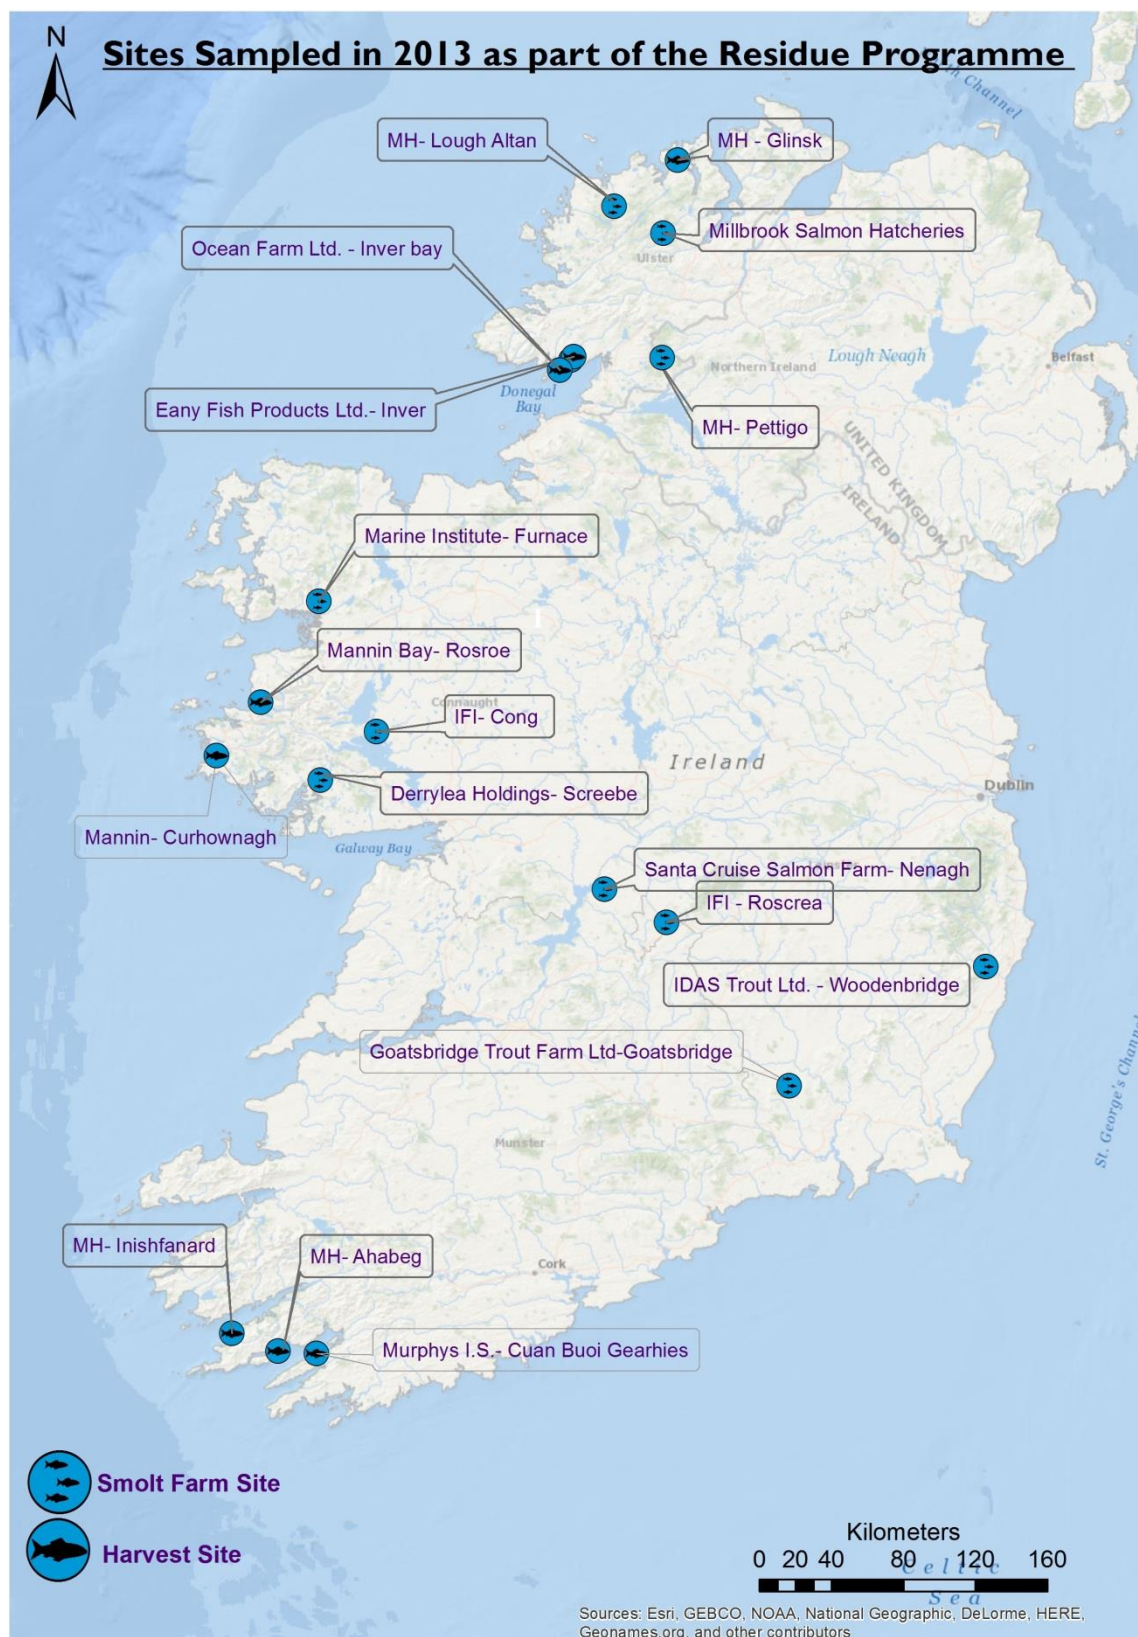 N
Sites Sampled in 2013 as part of the Residue Programme
MH- Lough Altan
MH - Glinsk
Millbrook Salmon Hatcheries
Ocean Farm Ltd. - Inver bay
Ulster
Lough Neagh
Belfast
Northern Ireland
Donegal
Bay
Eany Fish Products Ltd.- Inver
MH- Pettigo
UNITED KINGDOM
IRELAND
Marine Institute- Furnace
Mannin Bay- Rosroe
Connaught
IFI- Cong
Ireland
Dublin
Derrylea Holdings- Screebe
Mannin- Curhownagh
Galway Bay
Santa Cruise Salmon Farm- Nenagh
IFI - Roscrea
IDAS Trout Ltd. - Woodenbridge
Goatsbridge Trout Farm Ltd-Goatsbridge
St. George's Channel
Munster
MH- Inishfanard
MH- Ahabeg
Cork
Murphys I.S.- Cuan Buoi Gearhies
Smolt Farm Site
Harvest Site
Kilometers
0 20 40 80 120 160
Celtic
Sea
Sources: Esri, GEBCO, NOAA, National Geographic, DeLorme, HERE,
Geonames.org, and other contributors